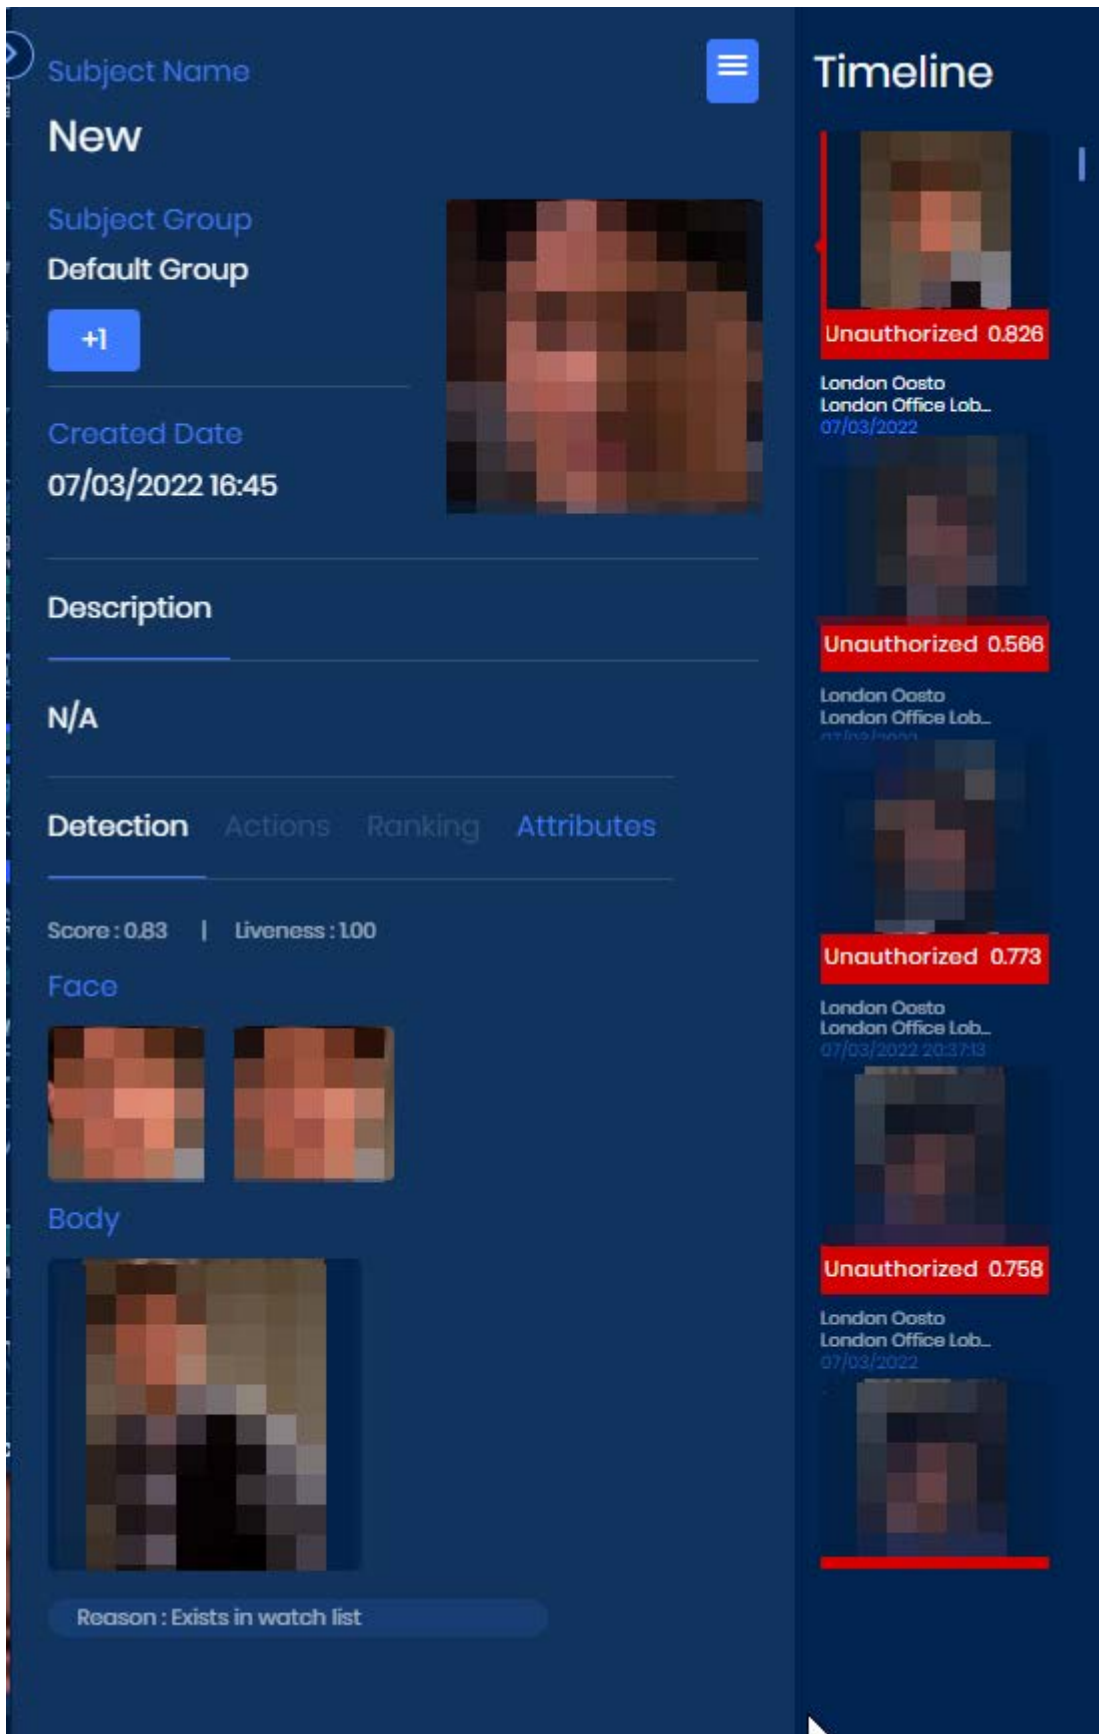 Subject Name
New
Subject Group
Default Group
+1
Created Date
07/03/2022 16:45
Description
N/A
Detection Actions Ranking Attributes
Score : 0.83 | Liveness : 1.00
Face
Body
Reason : Exists in watch list
Timeline
Unauthorized 0.826
London Oosto
London Office Lob...
07/03/2022
Unauthorized 0.566
London Oosto
London Office Lob...
07/03/2022
Unauthorized 0.773
London Oosto
London Office Lob...
07/03/2022 20:37:13
Unauthorized 0.758
London Oosto
London Office Lob...
07/03/2022